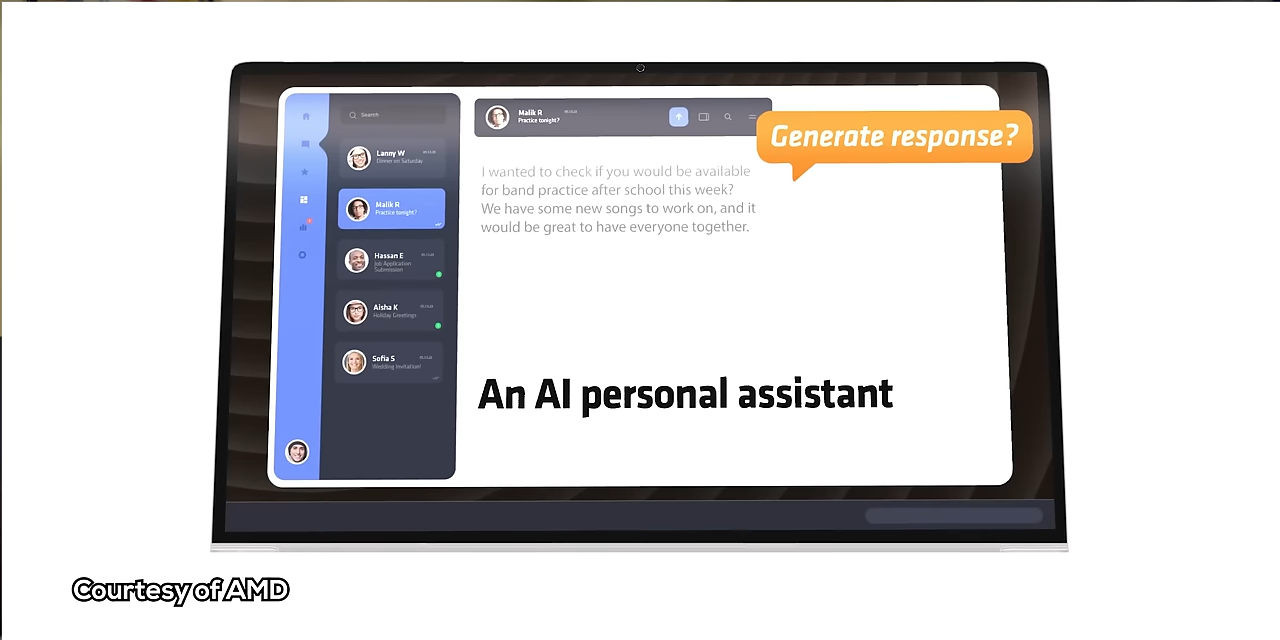 Search
Lanny W
Dinner on Saturday
Malik R
Practice tonight?
Hassan E
Job Application
Submission
Aisha K
Holiday Greetings
Sofia S
Wedding Invitation!
Malik R
Practice tonight?
Generate response?
I wanted to check if you would be available
for band practice after school this week?
We have some new songs to work on, and it
would be great to have everyone together.
An AI personal assistant
Courtesy of AMD